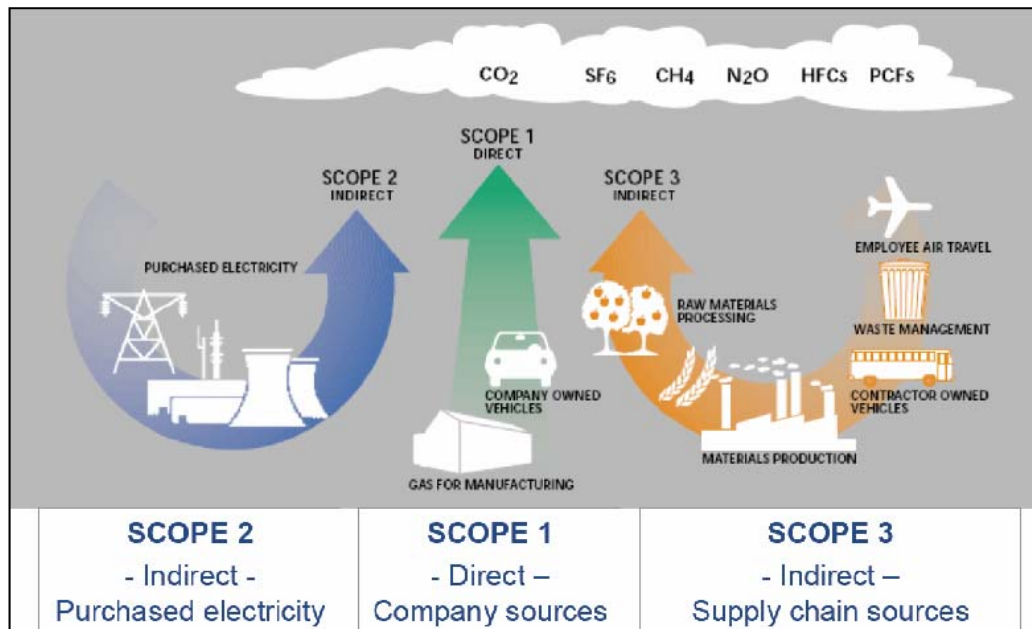 CO2 SF6 CH4 N2O HFCs PCFs
SCOPE 1
DIRECT
SCOPE 2
INDIRECT
SCOPE 3
INDIRECT
PURCHASED ELECTRICITY
COMPANY OWNED
VEHICLES
GAS FOR MANUFACTURING
RAW MATERIALS
PROCESSING
MATERIALS PRODUCTION
EMPLOYEE AIR TRAVEL
WASTE MANAGEMENT
CONTRACTOR OWNED
VEHICLES
SCOPE 2
- Indirect -
Purchased electricity
SCOPE 1
- Direct –
Company sources
SCOPE 3
- Indirect –
Supply chain sources